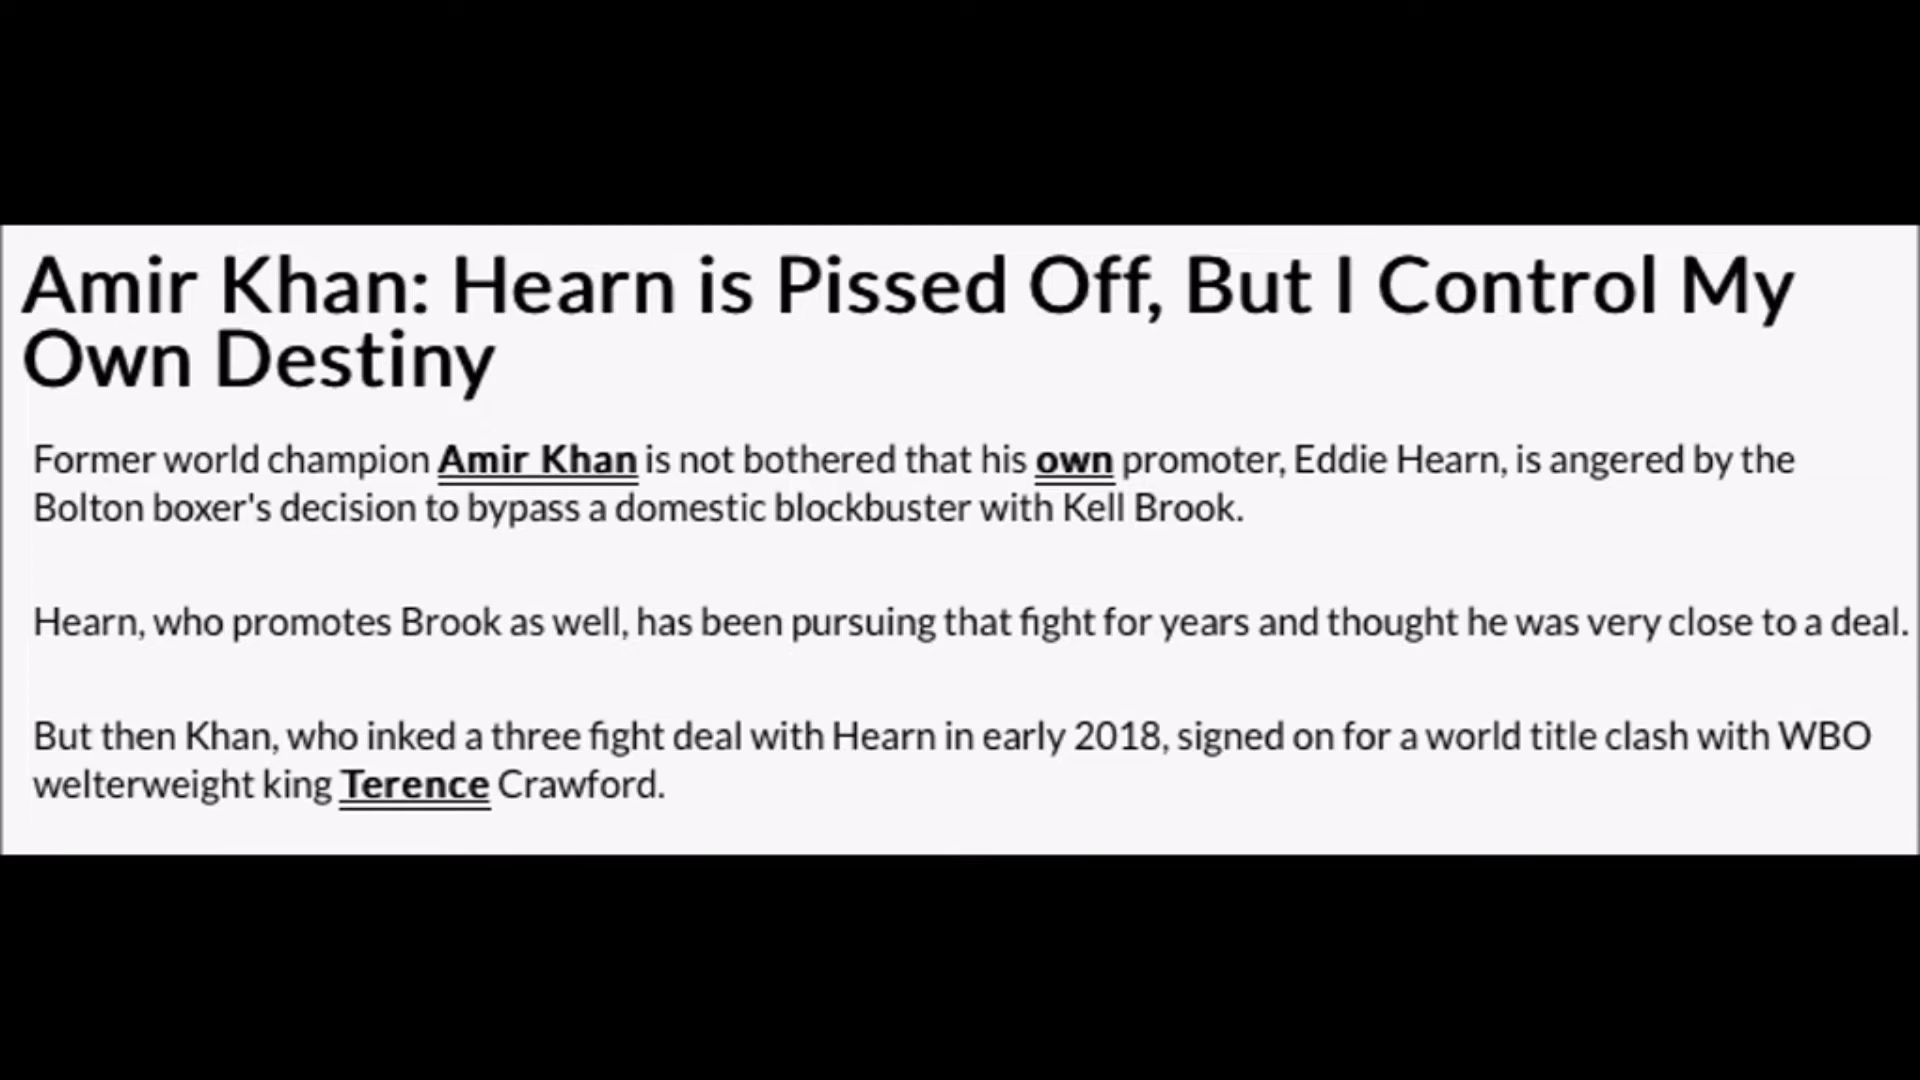 Amir Khan: Hearn is Pissed Off, But I Control My
Own Destiny
Former world champion Amir Khan is not bothered that his own promoter, Eddie Hearn, is angered by the
Bolton boxer's decision to bypass a domestic blockbuster with Kell Brook.
Hearn, who promotes Brook as well, has been pursuing that fight for years and thought he was very close to a deal.
But then Khan, who inked a three fight deal with Hearn in early 2018, signed on for a world title clash with WBO
welterweight king Terence Crawford.